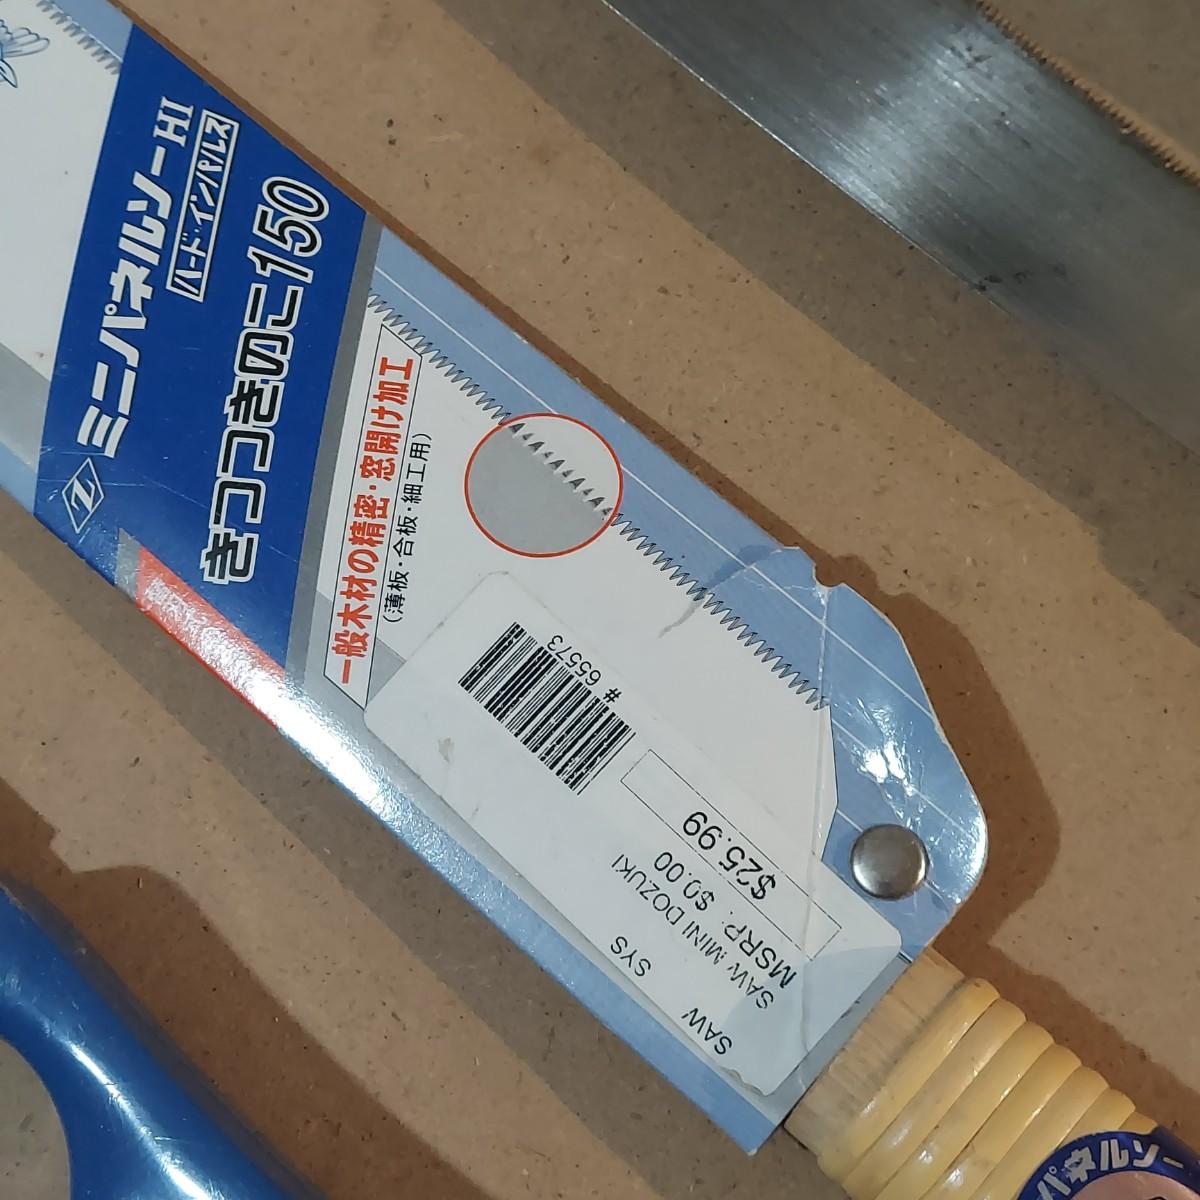 Z ミニパネルソーHI
ハード・インパルス
きつつきのこ150
一般木材の精密・窓開け加工
(薄板・合板・細工用)
# 65573
$25.99
MSRP: $0.00
SAW MINI DOZUKI
SYS
SAW
パネルソー